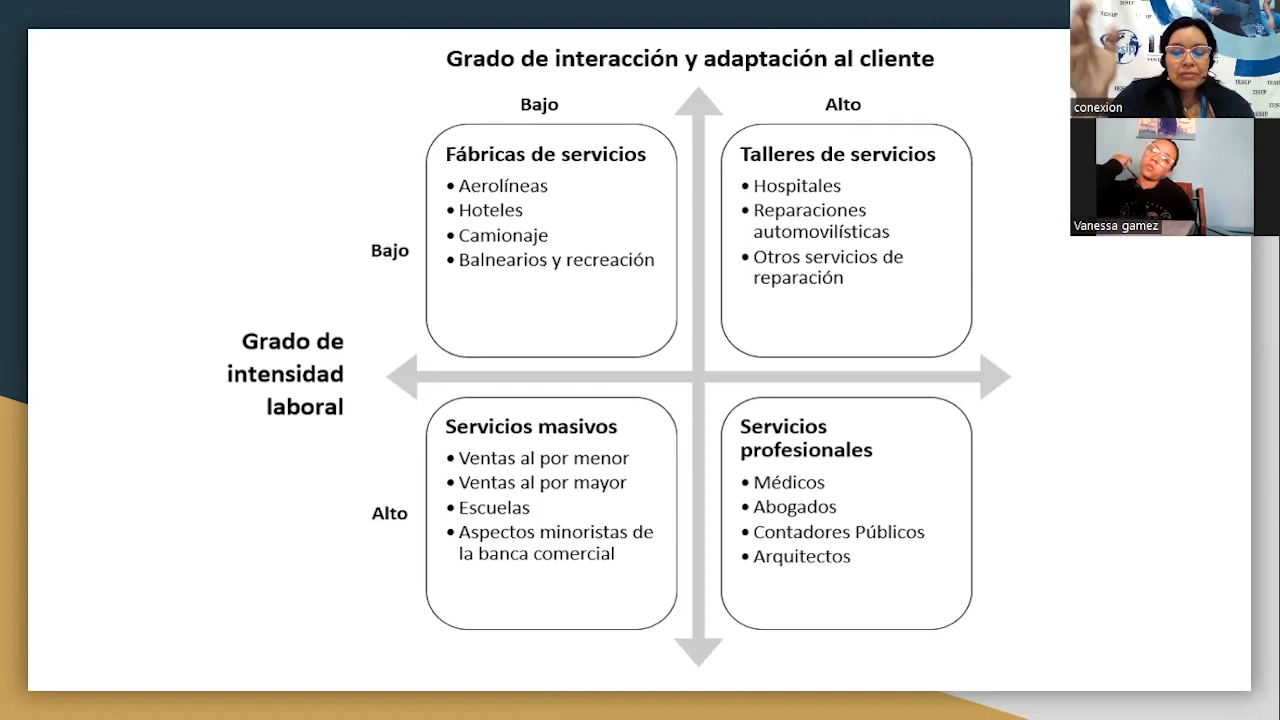 Grado de interacción y adaptación al cliente
Bajo
Alto
Fábricas de servicios
• Aerolíneas
• Hoteles
• Camionaje
• Balnearios y recreación
Talleres de servicios
• Hospitales
• Reparaciones
automovilísticas
• Otros servicios de
reparación
Bajo
Grado de
intensidad
laboral
Alto
Servicios masivos
• Ventas al por menor
• Ventas al por mayor
• Escuelas
• Aspectos minoristas de
la banca comercial
Servicios
profesionales
• Médicos
• Abogados
• Contadores Públicos
• Arquitectos
conexion
Vanessa gamez